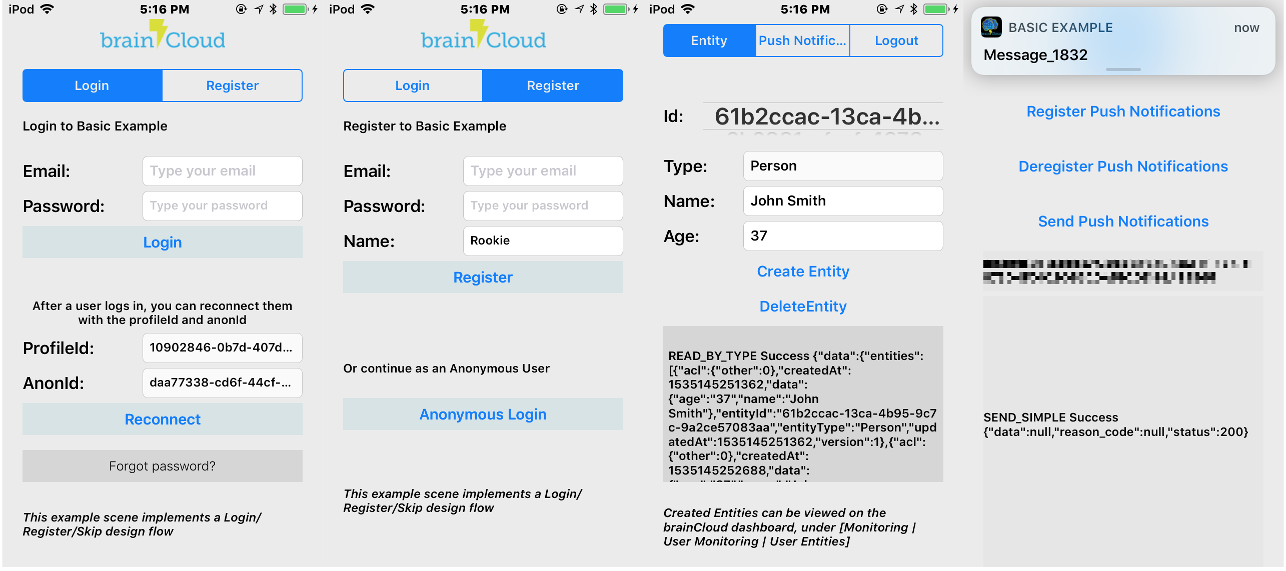 iPod
5:16 PM
brainCloud
Login
Register
Login to Basic Example
Email:
Type your email
Password:
Type your password
Login
After a user logs in, you can reconnect them
with the profileId and anonId
ProfileId:
10902846-0b7d-407d...
AnonId:
daa77338-cd6f-44cf-...
Reconnect
Forgot password?
This example scene implements a Login/
Register/Skip design flow
iPod
5:16 PM
brainCloud
Login
Register
Register to Basic Example
Email:
Type your email
Password:
Type your password
Name:
Rookie
Register
Or continue as an Anonymous User
Anonymous Login
This example scene implements a Login/
Register/Skip design flow
iPod
5:16 PM
Entity
Push Notific...
Logout
Id:
61b2ccac-13ca-4b...
Type:
Person
Name:
John Smith
Age:
37
Create Entity
DeleteEntity
READ_BY_TYPE Success {"data":{"entities":
[{"acl":{"other":0},"createdAt":
1535145251362,"data":
{"age":"37","name":"John
Smith"},"entityId":"61b2ccac-13ca-4b95-9c7
c-9a2ce57083aa","entityType":"Person","upd
atedAt":1535145251362,"version":1},{"acl":
{"other":0},"createdAt":
1535145252688,"data":
Created Entities can be viewed on the
brainCloud dashboard, under [Monitoring |
User Monitoring | User Entities]
BASIC EXAMPLE
now
Message_1832
Register Push Notifications
Deregister Push Notifications
Send Push Notifications
SEND_SIMPLE Success
{"data":null,"reason_code":null,"status":200}